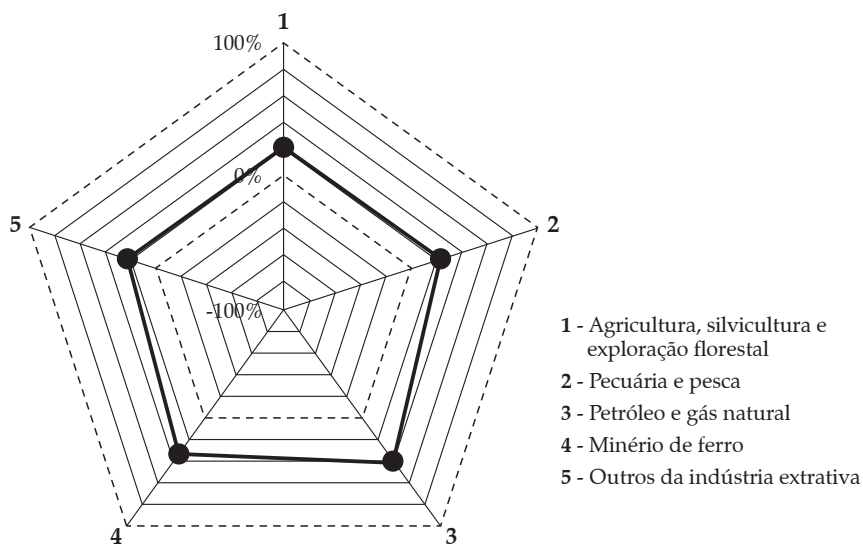 1
100%
0%
5
2
-100%
1 - Agricultura, silvicultura e
exploração florestal
2 - Pecuária e pesca
3 - Petróleo e gás natural
4 - Minério de ferro
5 - Outros da indústria extrativa
4
3